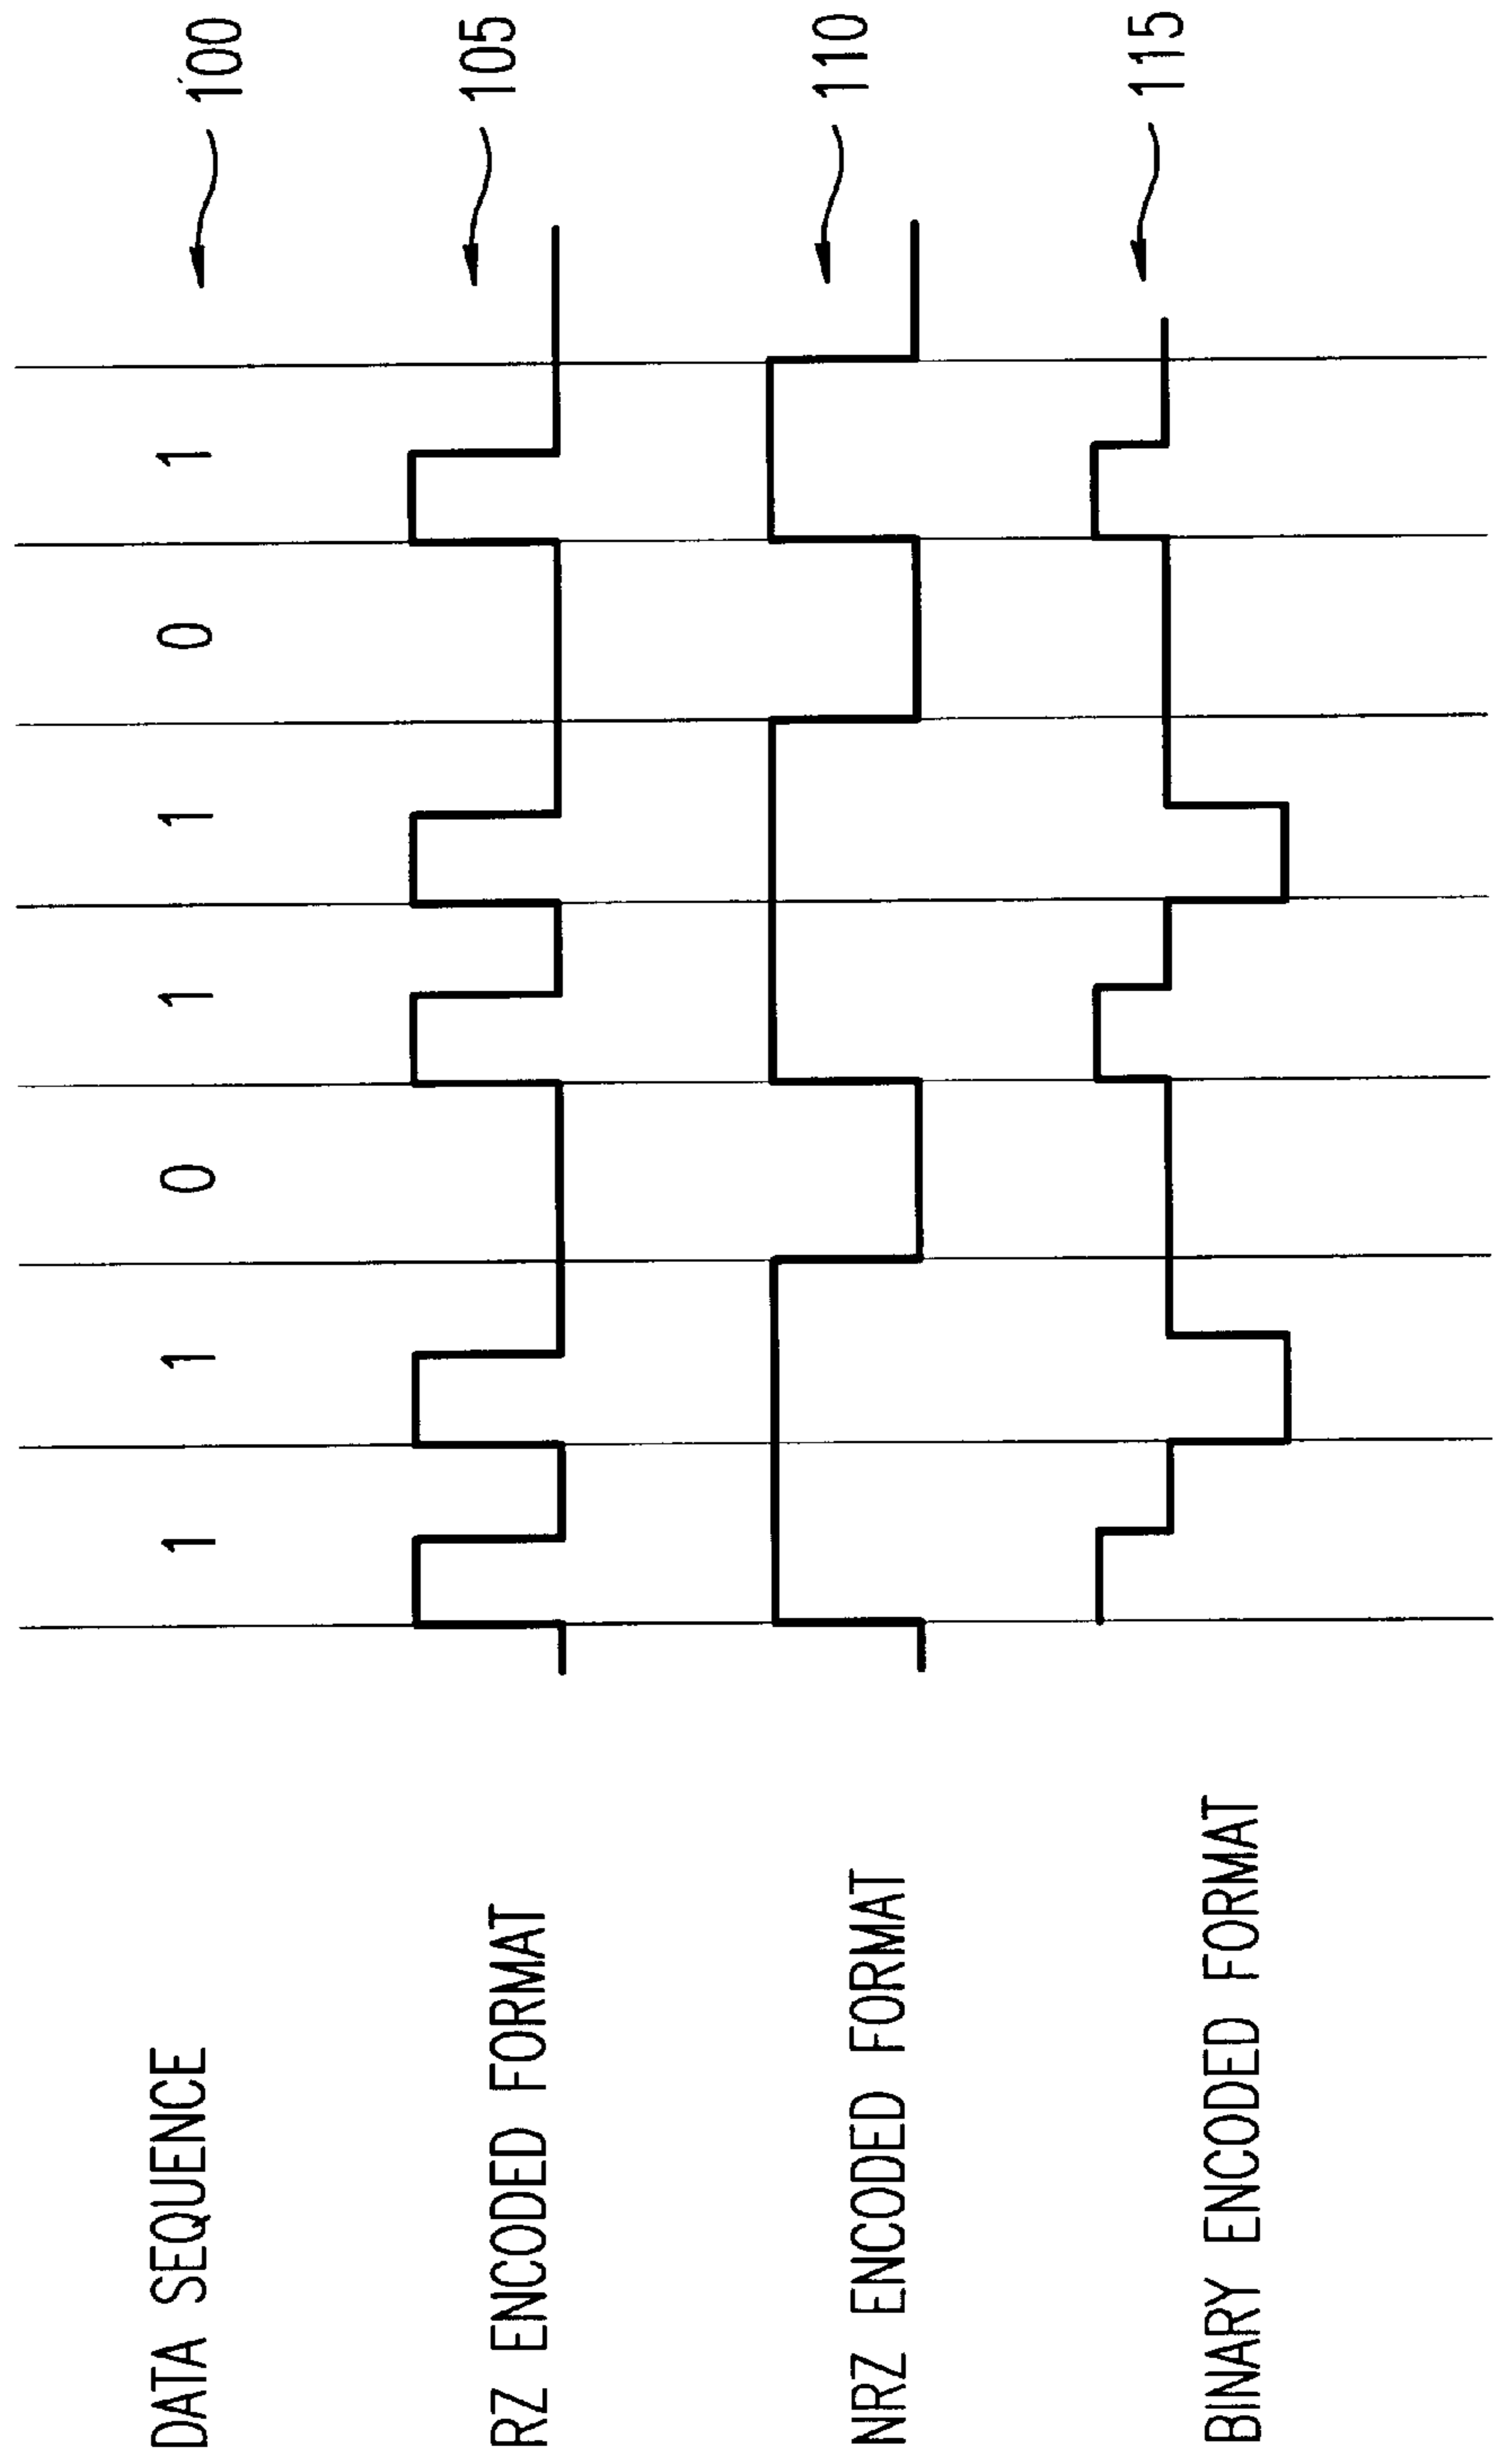 DATA SEQUENCE 1 1 0 1 1 0 1 100
RZ ENCODED FORMAT 105
NRZ ENCODED FORMAT 110
BINARY ENCODED FORMAT 115